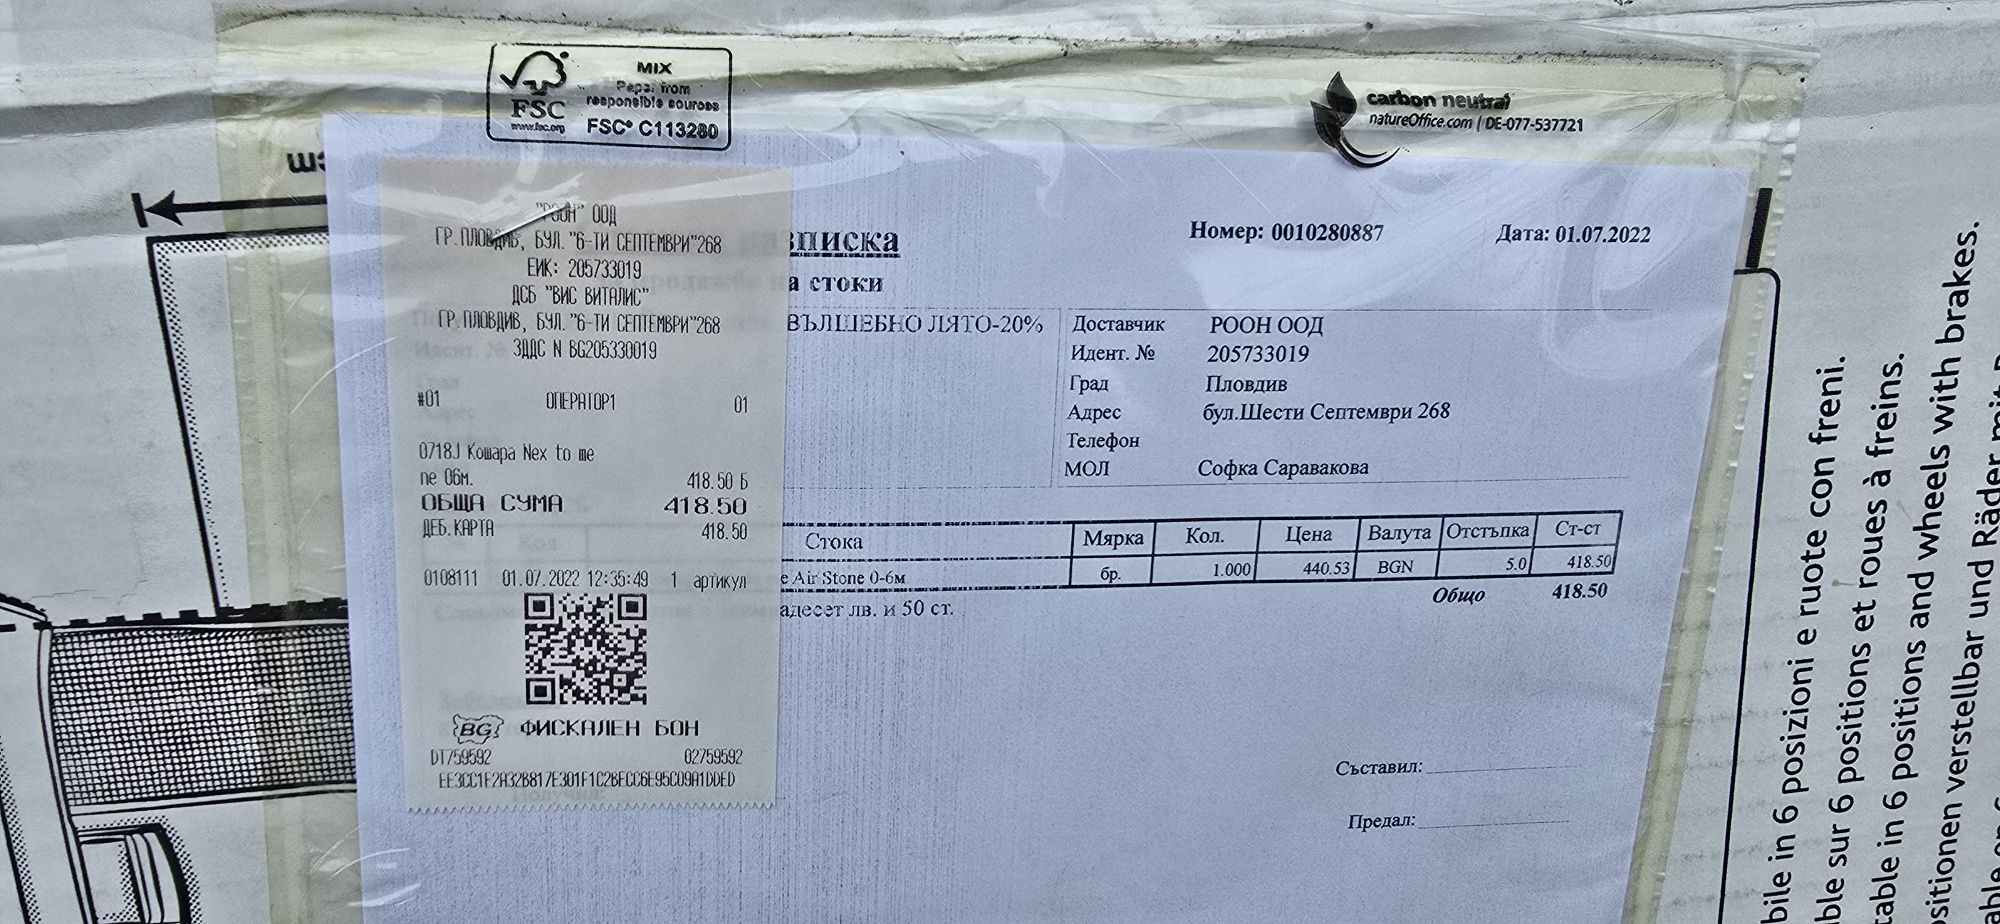 MIX
Paper from
responsible sources
FSC
www.fsc.org
FSC® C113280
carbon neutral
natureOffice.com | DE-077-537721
"РООН" ООД
ГР.ПЛОВДИВ, БУЛ."6-ТИ СЕПТЕМВРИ"268
ЕИК: 205733019
ДСБ "ВИС ВИТАЛИС"
ГР.ПЛОВДИВ, БУЛ."6-ТИ СЕПТЕМВРИ"268
ЗДДС N BG205330019
#01 ОПЕРАТОР1 01
0718J Кошара Nex to me
пе 06м. 418.50 Б
ОБЩА СУМА 418.50
ДЕБ.КАРТА 418.50
0108111 01.07.2022 12:35:49 1 артикул
BG ФИСКАЛЕН БОН
DT759592 02759592
EE3CC1F2A32B817E301F1C2BECC6E95C09A1DDED
зписка
Номер: 0010280887
Дата: 01.07.2022
а стоки
ВЪЛШЕБНО ЛЯТО-20%
Доставчик РООН ООД
Идент. № 205733019
Град Пловдив
Адрес бул.Шести Септември 268
Телефон
МОЛ Софка Саравакова
Стока Мярка Кол. Цена Валута Отстъпка Ст-ст
e Air Stone 0-6м бр. 1.000 440.53 BGN 5.0 418.50
Общо 418.50
адесет лв. и 50 ст.
Съставил:
Предал:
bile in 6 posizioni e ruote con freni.
ble sur 6 positions et roues à freins.
table in 6 positions and wheels with brakes.
sitionen verstellbar und Räder mit